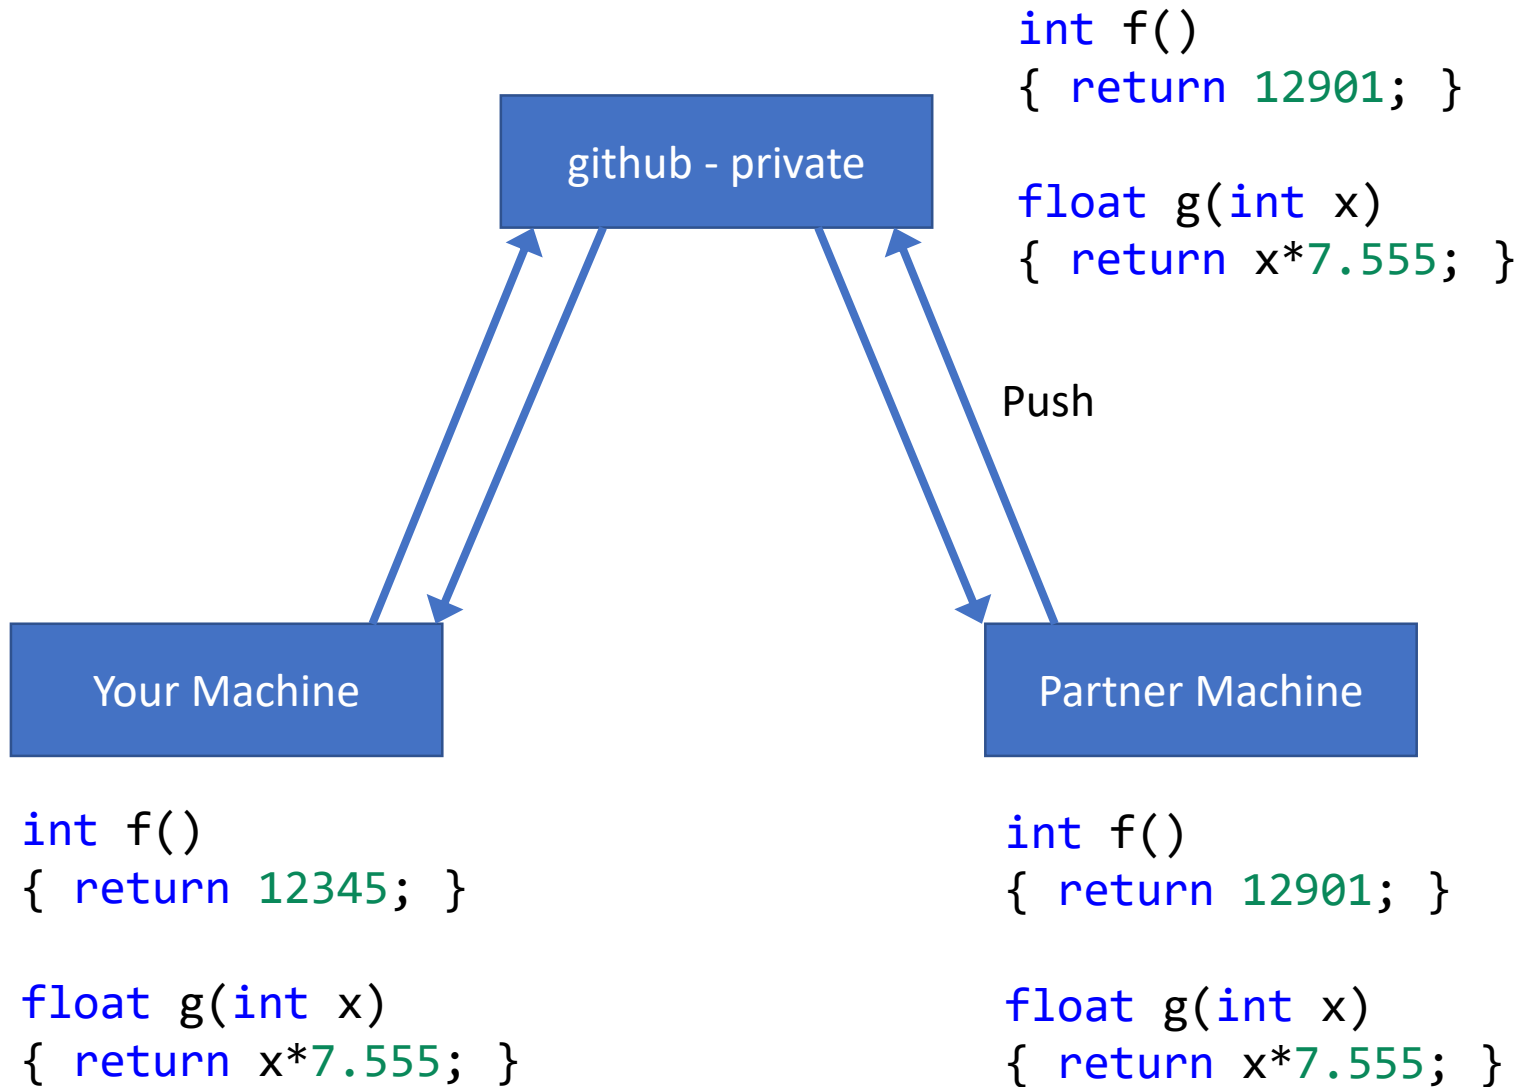 int f()
{ return 12901; }
float g(int x)
{ return x*7.555; }
github - private
Push
Your Machine
Partner Machine
int f()
{ return 12345; }
float g(int x)
{ return x*7.555; }
int f()
{ return 12901; }
float g(int x)
{ return x*7.555; }